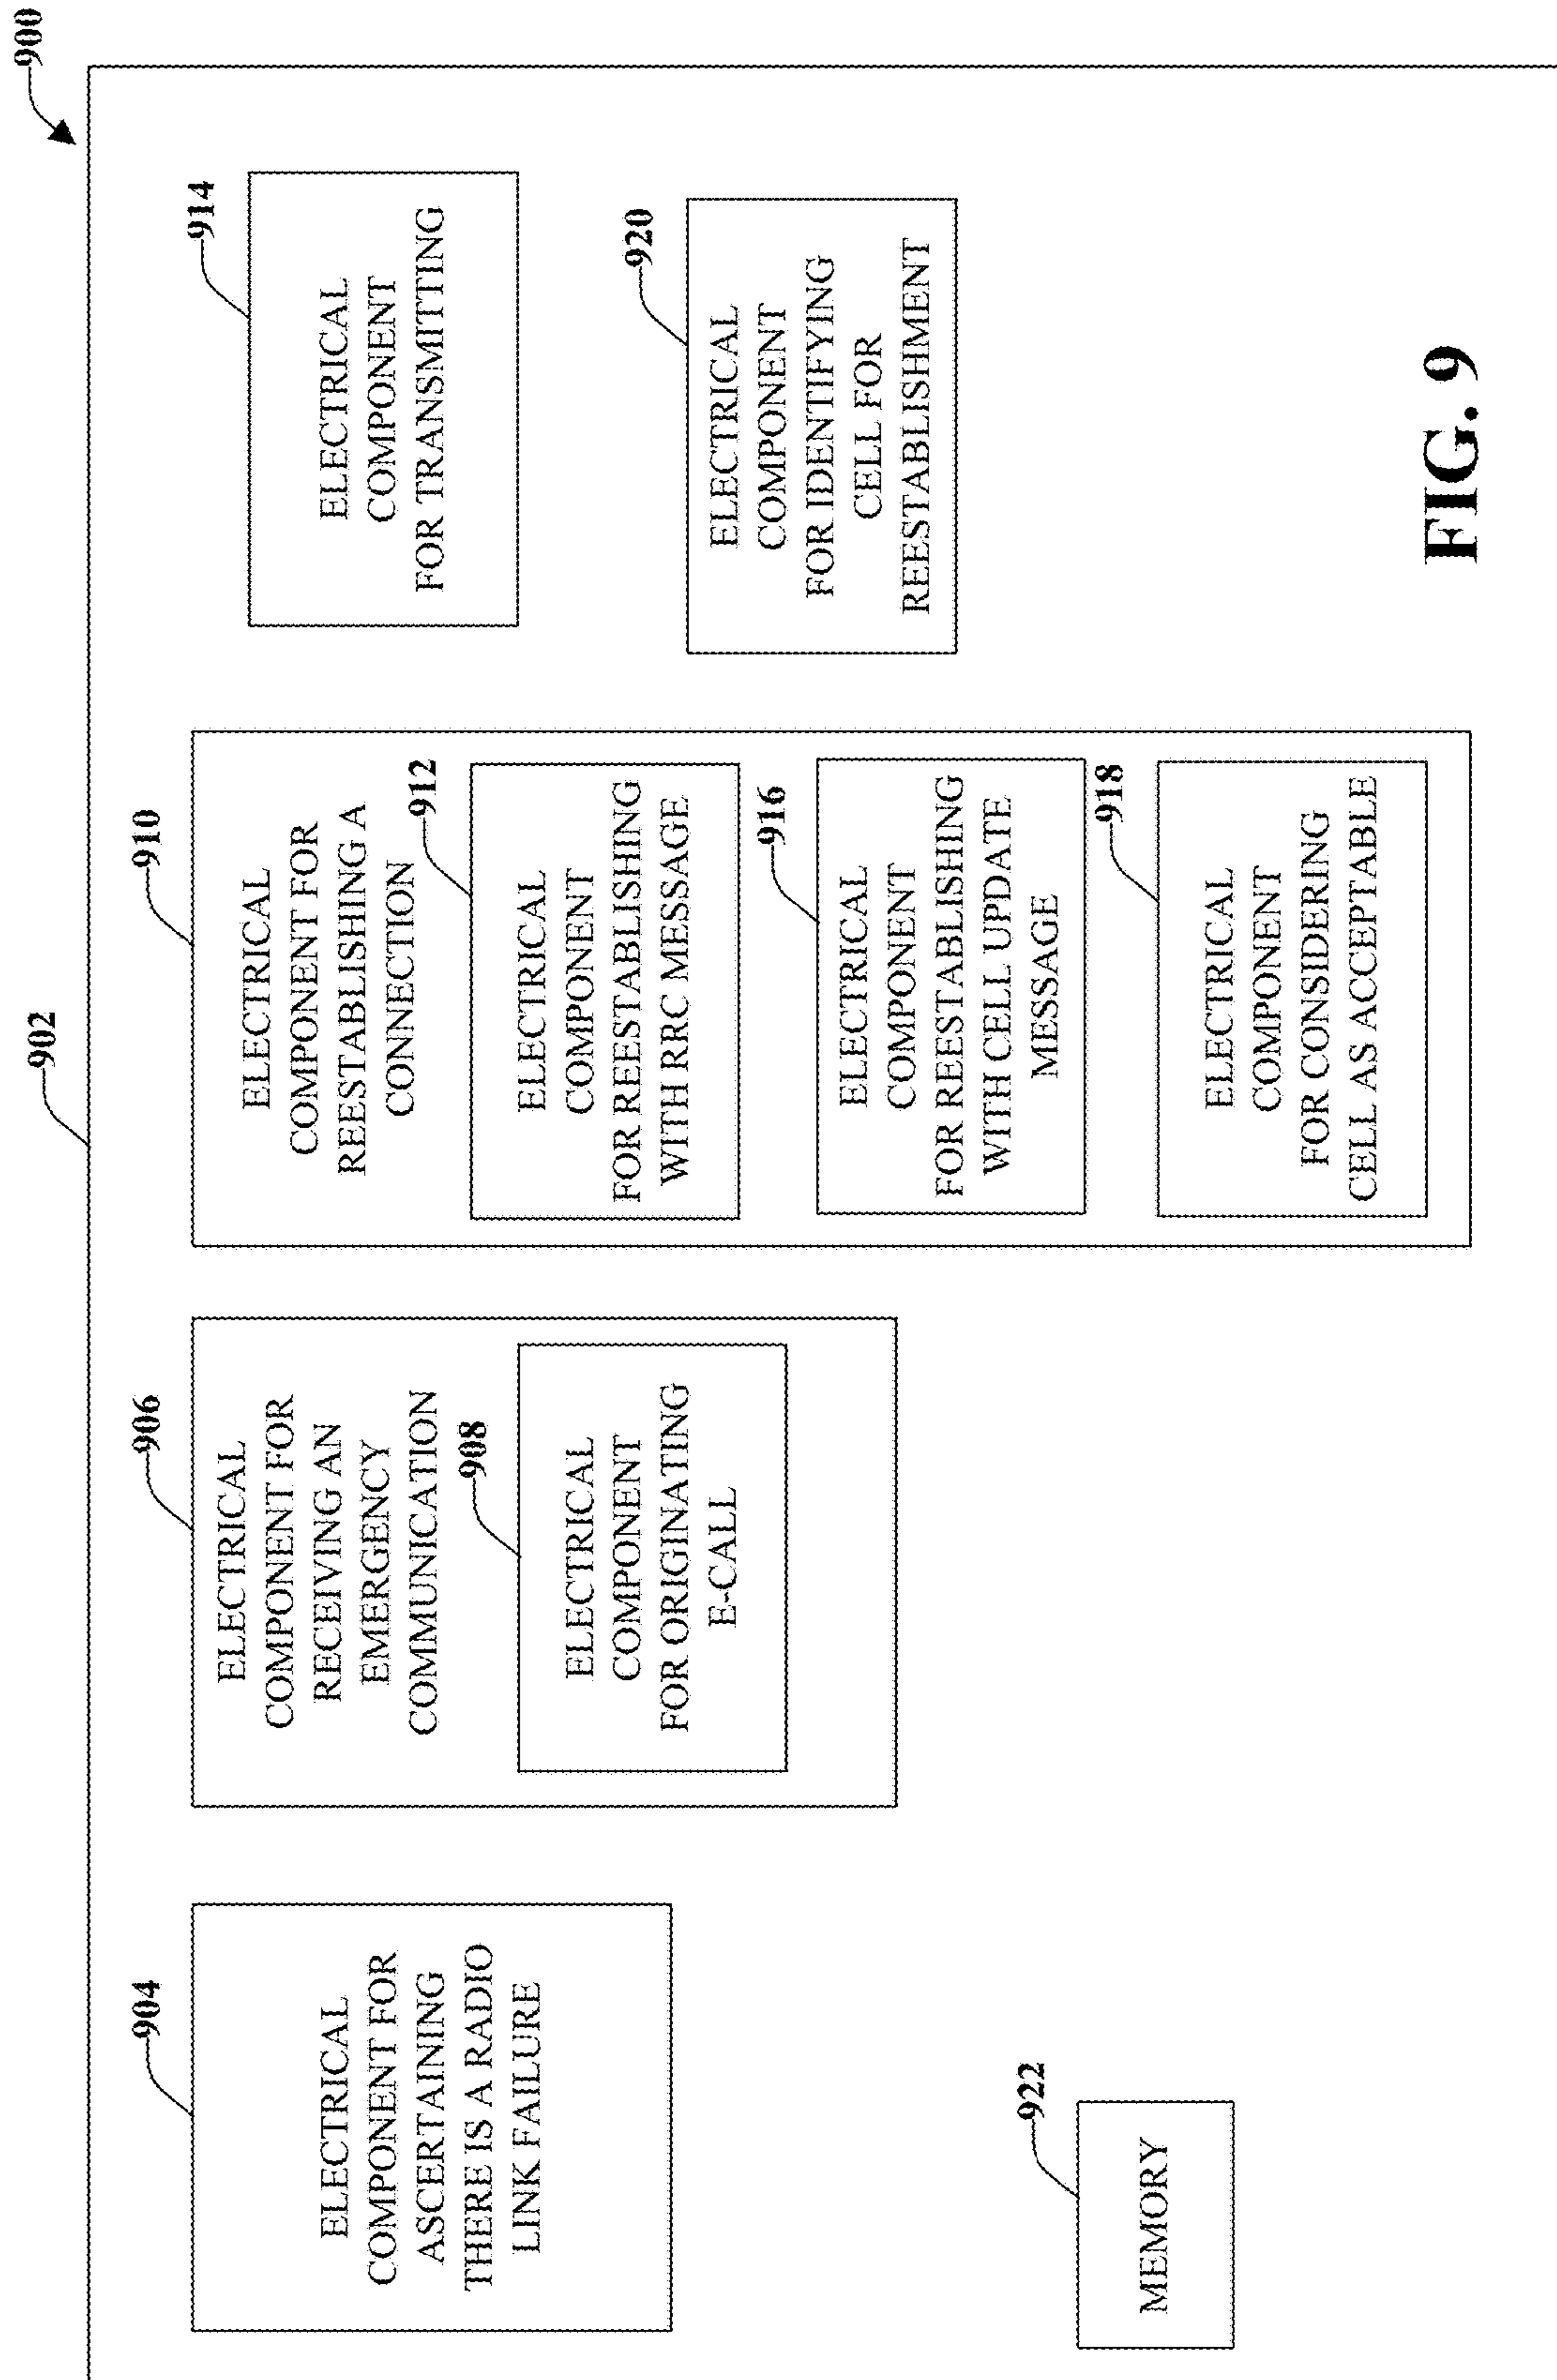 900
902
904
ELECTRICAL
COMPONENT FOR
ASCERTAINING
THERE IS A RADIO
LINK FAILURE
906
ELECTRICAL
COMPONENT FOR
RECEIVING AN
EMERGENCY
COMMUNICATION
908
ELECTRICAL
COMPONENT
FOR ORIGINATING
E-CALL
910
ELECTRICAL
COMPONENT FOR
REESTABLISHING A
CONNECTION
912
ELECTRICAL
COMPONENT
FOR REESTABLISHING
WITH RRC MESSAGE
916
ELECTRICAL
COMPONENT
FOR REESTABLISHING
WITH CELL UPDATE
MESSAGE
918
ELECTRICAL
COMPONENT
FOR CONSIDERING
CELL AS ACCEPTABLE
914
ELECTRICAL
COMPONENT
FOR TRANSMITTING
920
ELECTRICAL
COMPONENT
FOR IDENTIFYING
CELL FOR
REESTABLISHMENT
922
MEMORY
FIG. 9